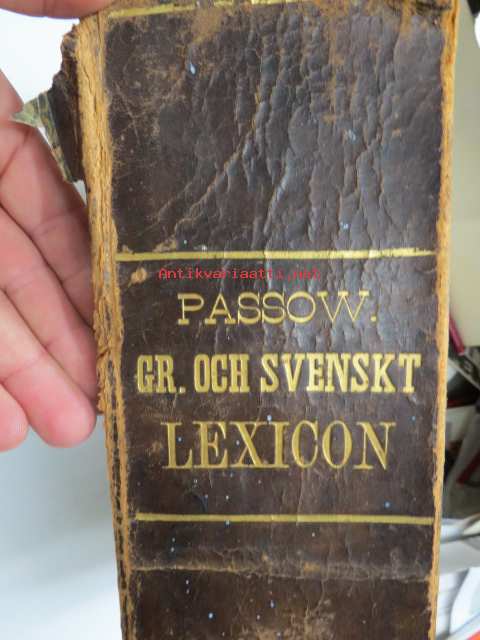 Antikvariaatti.net
PASSOW.
GR. OCH SVENSKT
LEXICON